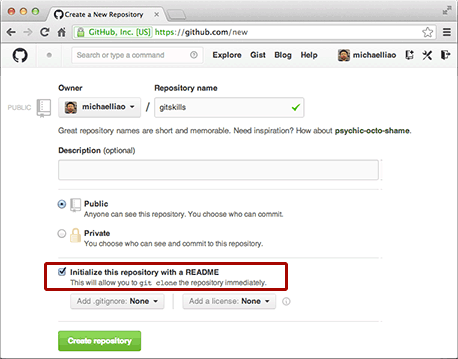 Create a New Repository
GitHub, Inc. [US] https://github.com/new
Search or type a command
Explore Gist Blog Help
michaelliao
Owner
Repository name
PUBLIC
michaelliao / gitskills
Great repository names are short and memorable. Need inspiration? How about psychic-octo-shame.
Description (optional)
Public
Anyone can see this repository. You choose who can commit.
Private
You choose who can see and commit to this repository.
Initialize this repository with a README
This will allow you to git clone the repository immediately.
Add .gitignore: None
Add a license: None
Create repository